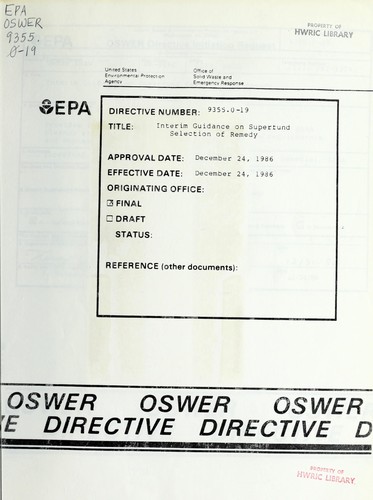 EPA
OSWER
9355.
0-19
PROPERTY OF
HWRIC LIBRARY
United States
Environmental Protection
Agency
Office of
Solid Waste and
Emergency Response
EPA
DIRECTIVE NUMBER: 9355.0-19
TITLE: Interim Guidance on Superfund
Selection of Remedy
APPROVAL DATE: December 24, 1986
EFFECTIVE DATE: December 24, 1986
ORIGINATING OFFICE:
FINAL
DRAFT
STATUS:
REFERENCE (other documents):
OSWER OSWER OSWER
VE DIRECTIVE DIRECTIVE D
PROPERTY OF
HWRIC LIBRARY